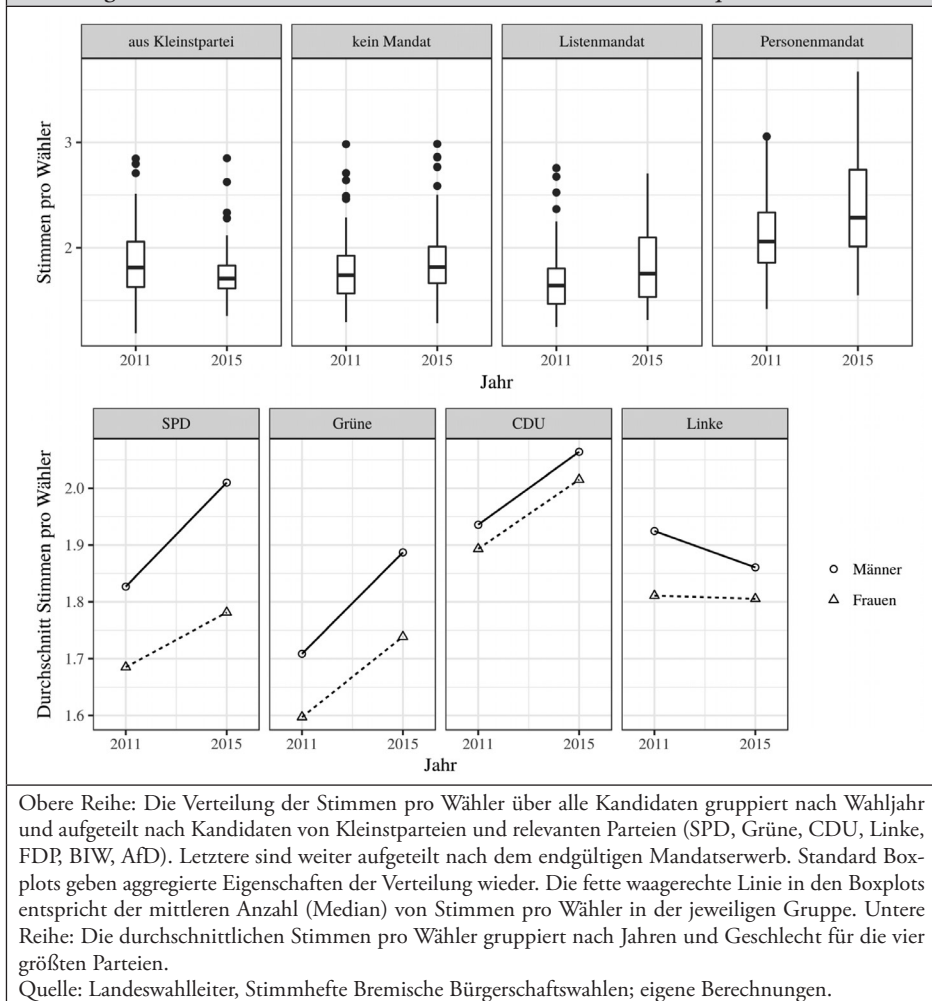 aus Kleinstpartei
kein Mandat
Listenmandat
Personenmandat
Stimmen pro Wähler
3
2
2011
2015
2011
2015
2011
2015
2011
2015
Jahr
SPD
Grüne
CDU
Linke
Durchschnitt Stimmen pro Wähler
2.0
1.9
1.8
1.7
1.6
Männer
Frauen
2011
2015
2011
2015
2011
2015
2011
2015
Jahr
Obere Reihe: Die Verteilung der Stimmen pro Wähler über alle Kandidaten gruppiert nach Wahljahr
und aufgeteilt nach Kandidaten von Kleinstparteien und relevanten Parteien (SPD, Grüne, CDU, Linke,
FDP, BIW, AfD). Letztere sind weiter aufgeteilt nach dem endgültigen Mandatserwerb. Standard Box-
plots geben aggregierte Eigenschaften der Verteilung wieder. Die fette waagerechte Linie in den Boxplots
entspricht der mittleren Anzahl (Median) von Stimmen pro Wähler in der jeweiligen Gruppe. Untere
Reihe: Die durchschnittlichen Stimmen pro Wähler gruppiert nach Jahren und Geschlecht für die vier
größten Parteien.
Quelle: Landeswahlleiter, Stimmhefte Bremische Bürgerschaftswahlen; eigene Berechnungen.